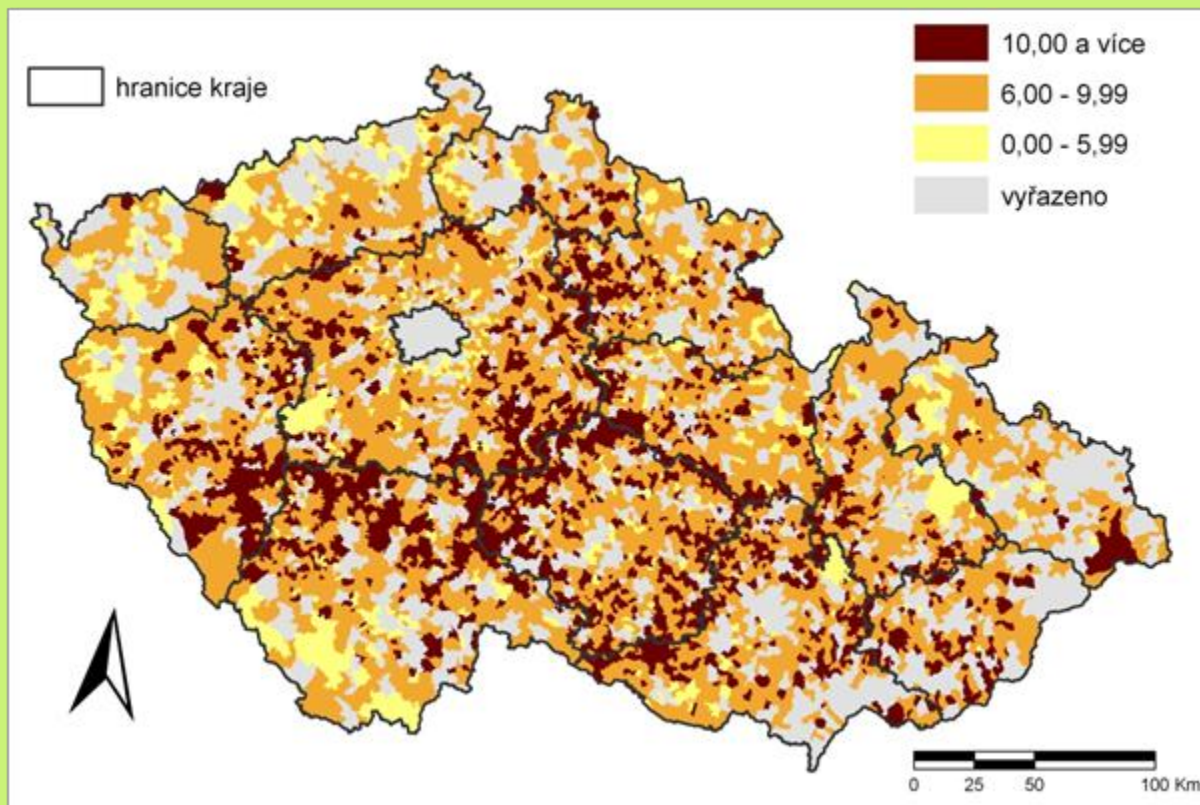 hranice kraje
10,00 a více
6,00 - 9,99
0,00 - 5,99
vyřazeno
0 25 50 100 Km